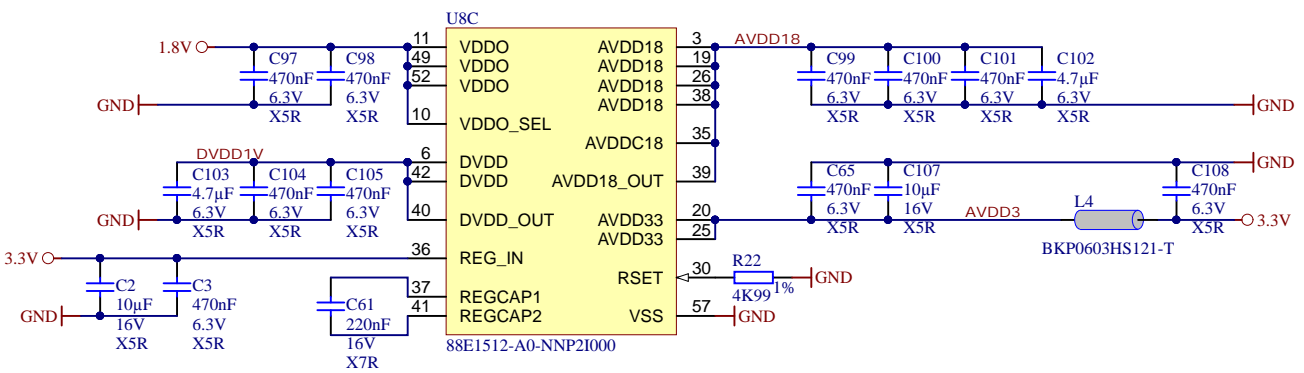 U8C
1.8V
11
VDDO
AVDD18
3
AVDD18
49
VDDO
AVDD18
19
52
VDDO
AVDD18
26
AVDD18
38
10
VDDO_SEL
AVDDC18
35
C97
470nF
6.3V
X5R
C98
470nF
6.3V
X5R
GND
C99
470nF
6.3V
X5R
C100
470nF
6.3V
X5R
C101
470nF
6.3V
X5R
C102
4.7µF
6.3V
X5R
GND
DVDD1V
6
DVDD
42
DVDD
AVDD18_OUT
39
40
DVDD_OUT
AVDD33
20
AVDD33
25
C103
4.7µF
6.3V
X5R
C104
470nF
6.3V
X5R
C105
470nF
6.3V
X5R
GND
C65
470nF
6.3V
X5R
C107
10µF
16V
X5R
GND
AVDD3
L4
BKP0603HS121-T
C108
470nF
6.3V
X5R
3.3V
3.3V
36
REG_IN
C2
10µF
16V
X5R
C3
470nF
6.3V
X5R
GND
37
REGCAP1
41
REGCAP2
C61
220nF
16V
X7R
RSET
30
R22
4K99
1%
GND
VSS
57
GND
88E1512-A0-NNP2I000